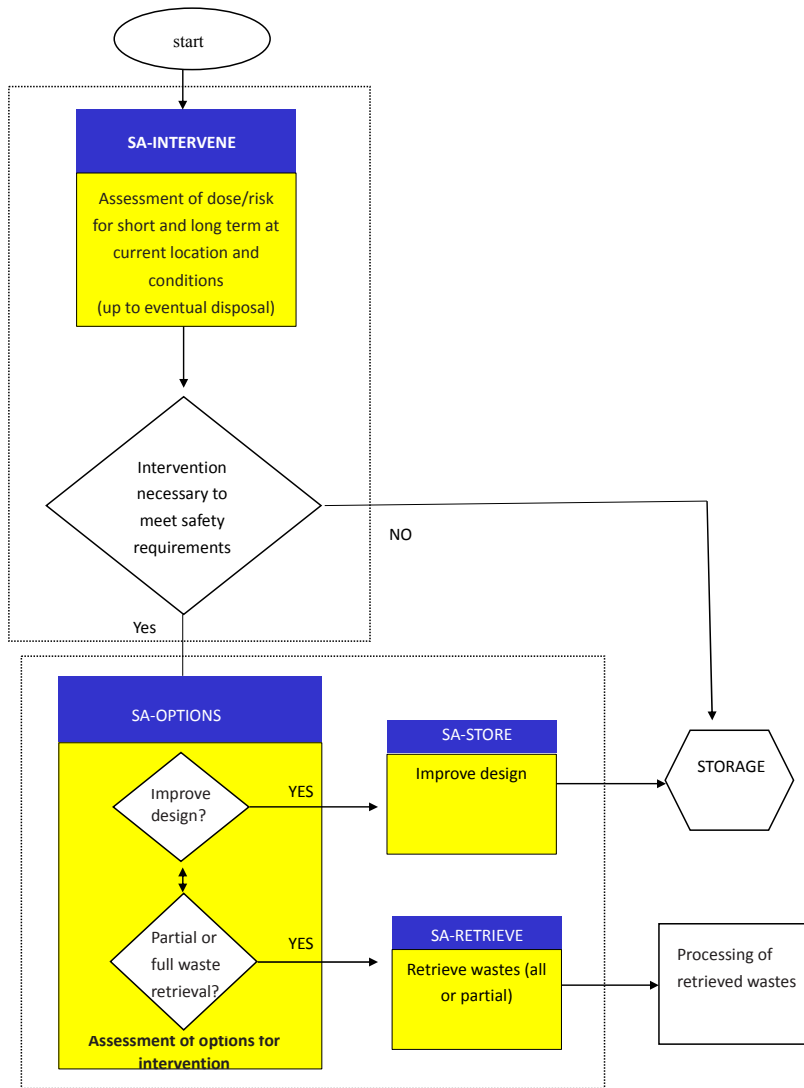 start
SA-INTERVENE
Assessment of dose/risk
for short and long term at
current location and
conditions
(up to eventual disposal)
Intervention
necessary to
meet safety
requirements
NO
Yes
SA-OPTIONS
SA-STORE
Improve design
STORAGE
Improve
design?
YES
Partial or
full waste
retrieval?
YES
SA-RETRIEVE
Retrieve wastes (all
or partial)
Processing of
retrieved wastes
Assessment of options for
intervention